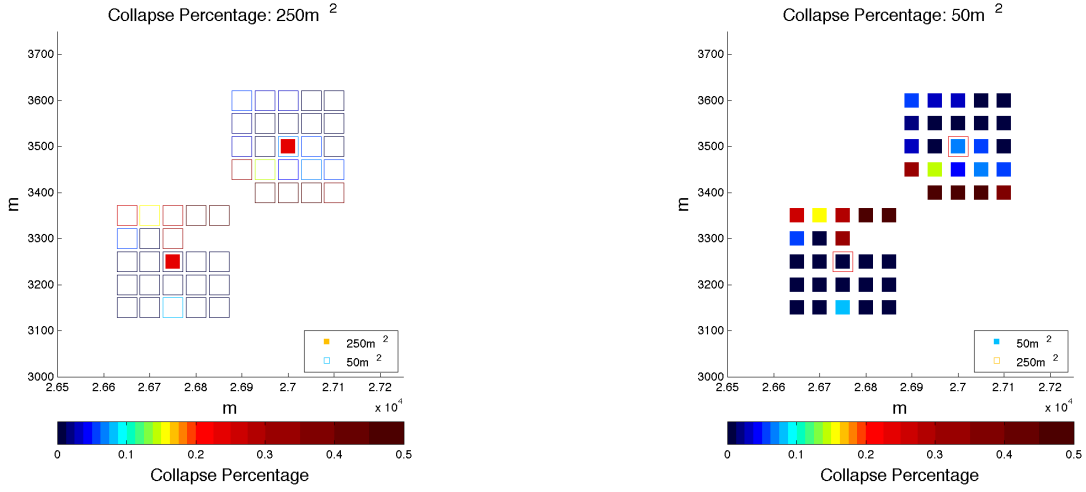 Collapse Percentage: 250m 2
3700
3600
3500
3400
3300
3200
3100
3000
m
250m 2
50m 2
2.65 2.66 2.67 2.68 2.69 2.7 2.71 2.72
m
x 10 4
0 0.1 0.2 0.3 0.4 0.5
Collapse Percentage
Collapse Percentage: 50m 2
3700
3600
3500
3400
3300
3200
3100
3000
m
50m 2
250m 2
2.65 2.66 2.67 2.68 2.69 2.7 2.71 2.72
m
x 10 4
0 0.1 0.2 0.3 0.4 0.5
Collapse Percentage